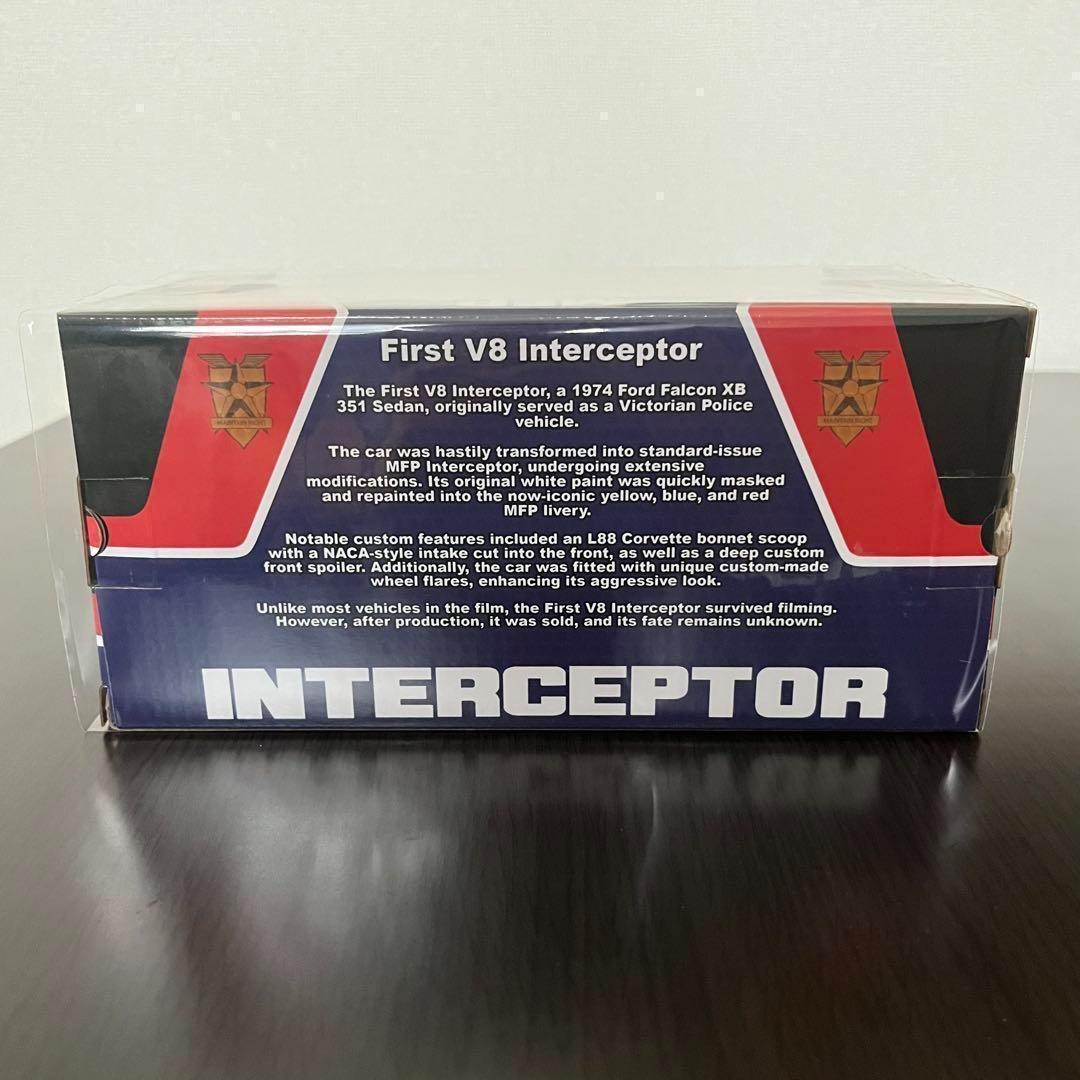 First V8 Interceptor
The First V8 Interceptor, a 1974 Ford Falcon XB
351 Sedan, originally served as a Victorian Police
vehicle.
The car was hastily transformed into standard-issue
MFP Interceptor, undergoing extensive
modifications. Its original white paint was quickly masked
and repainted into the now-iconic yellow, blue, and red
MFP livery.
Notable custom features included an L88 Corvette bonnet scoop
with a NACA-style intake cut into the front, as well as a deep custom
front spoiler. Additionally, the car was fitted with unique custom-made
wheel flares, enhancing its aggressive look.
Unlike most vehicles in the film, the First V8 Interceptor survived filming.
However, after production, it was sold, and its fate remains unknown.
INTERCEPTOR
MAINTAIN RIGHT
MAINTAIN RIGHT